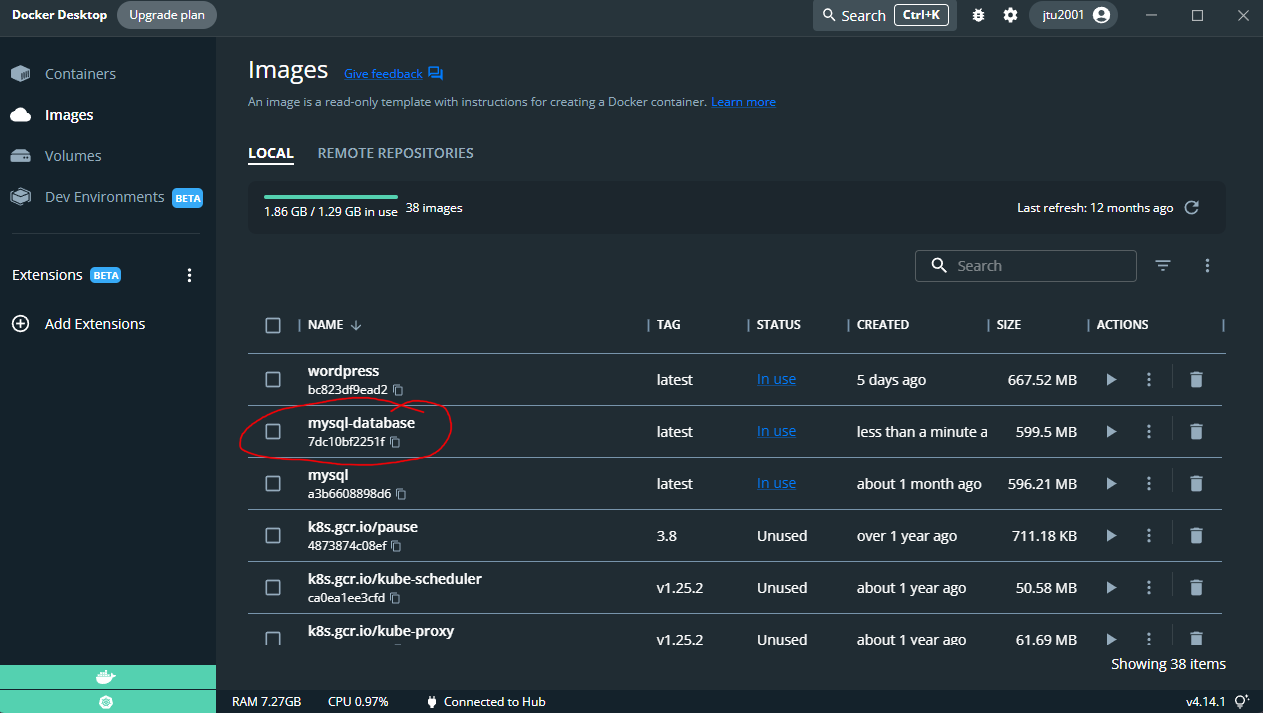 Docker Desktop Upgrade plan Search Ctrl+K jtu2001
Containers
Images
Volumes
Dev Environments BETA
Extensions BETA
Add Extensions
Images Give feedback
An image is a read-only template with instructions for creating a Docker container. Learn more
LOCAL REMOTE REPOSITORIES
1.86 GB / 1.29 GB in use 38 images Last refresh: 12 months ago
Search
NAME TAG STATUS CREATED SIZE ACTIONS
wordpress
bc823df9ead2 latest In use 5 days ago 667.52 MB
mysql-database
7dc10bf2251f latest In use less than a minute a 599.5 MB
mysql
a3b6608898d6 latest In use about 1 month ago 596.21 MB
k8s.gcr.io/pause
4873874c08ef 3.8 Unused over 1 year ago 711.18 KB
k8s.gcr.io/kube-scheduler
ca0ea1ee3cfd v1.25.2 Unused about 1 year ago 50.58 MB
k8s.gcr.io/kube-proxy
v1.25.2 Unused about 1 year ago 61.69 MB
Showing 38 items
RAM 7.27GB CPU 0.97% Connected to Hub v4.14.1